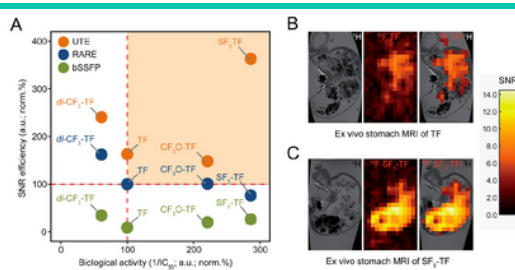 A
UTE
RARE
bSSFP
SNR efficiency (a.u.; norm.%)
400
300
200
100
0
SF5TF
di-CF3-TF
TF
CF3O-TF
di-CF3-TF
TF
CF3O-TF
SF5-TF
di-CF3-TF
TF
CF3O-TF
SF5-TF
0
100
200
300
Biological activity (1/IC50; a.u.; norm.%)
B
1H
19F TF
Ex vivo stomach MRI of TF
C
19F SF5-TF
Ex vivo stomach MRI of SF5-TF
SNR
14.0
12.0
10.0
8.0
6.0
4.0
2.0
0.0